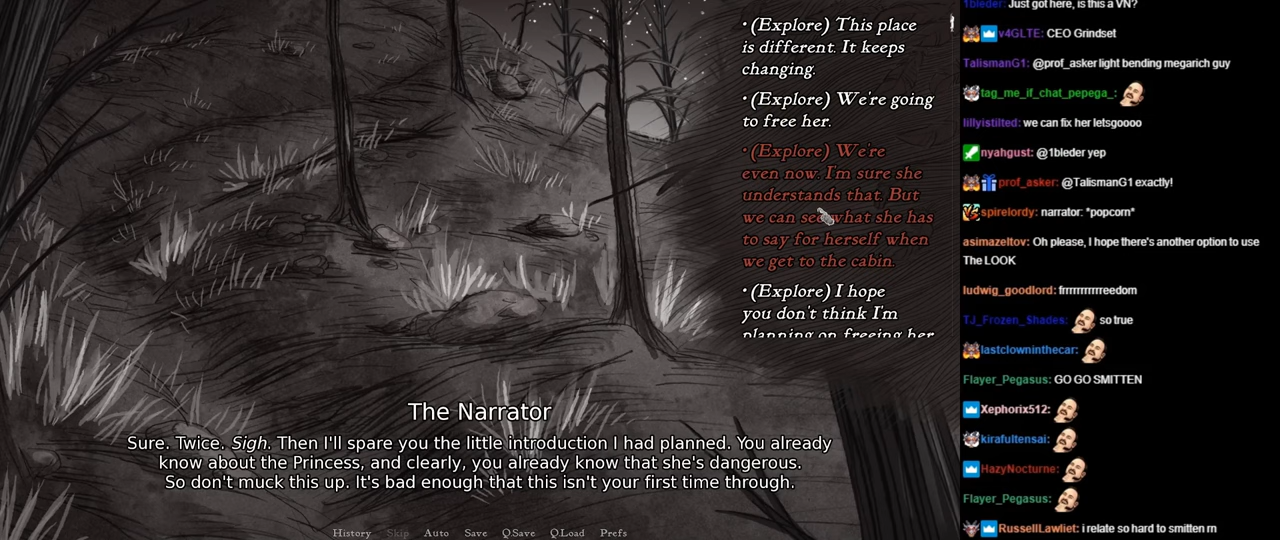 • (Explore) This place
is different. It keeps
changing.
• (Explore) We're going
to free her.
• (Explore) We're
even now. I'm sure she
understands that. But
we can see what she has
to say for herself when
we get to the cabin.
• (Explore) I hope
you don't think I'm
planning on freeing her
The Narrator
Sure. Twice. Sigh. Then I'll spare you the little introduction I had planned. You already
know about the Princess, and clearly, you already know that she's dangerous.
So don't muck this up. It's bad enough that this isn't your first time through.
History Skip Auto Save Q.Save Q.Load Prefs
1bleder: Just got here, is this a VN?
v4GLTE: CEO Grindset
TalismanG1: @prof_asker light bending megarich guy
tag_me_if_chat_pepega_:
lillyistilted: we can fix her letsgoooo
nyahgust: @1bleder yep
prof_asker: @TalismanG1 exactly!
spirelordy: narrator: *popcorn*
asimazeltov: Oh please, I hope there's another option to use
The LOOK
ludwig_goodlord: frrrrrrrrrreedom
TJ_Frozen_Shades: so true
lastclowninthecar:
Flayer_Pegasus: GO GO SMITTEN
Xephorix512:
kirafultensai:
HazyNocturne:
Flayer_Pegasus:
RussellLawliet: i relate so hard to smitten rn